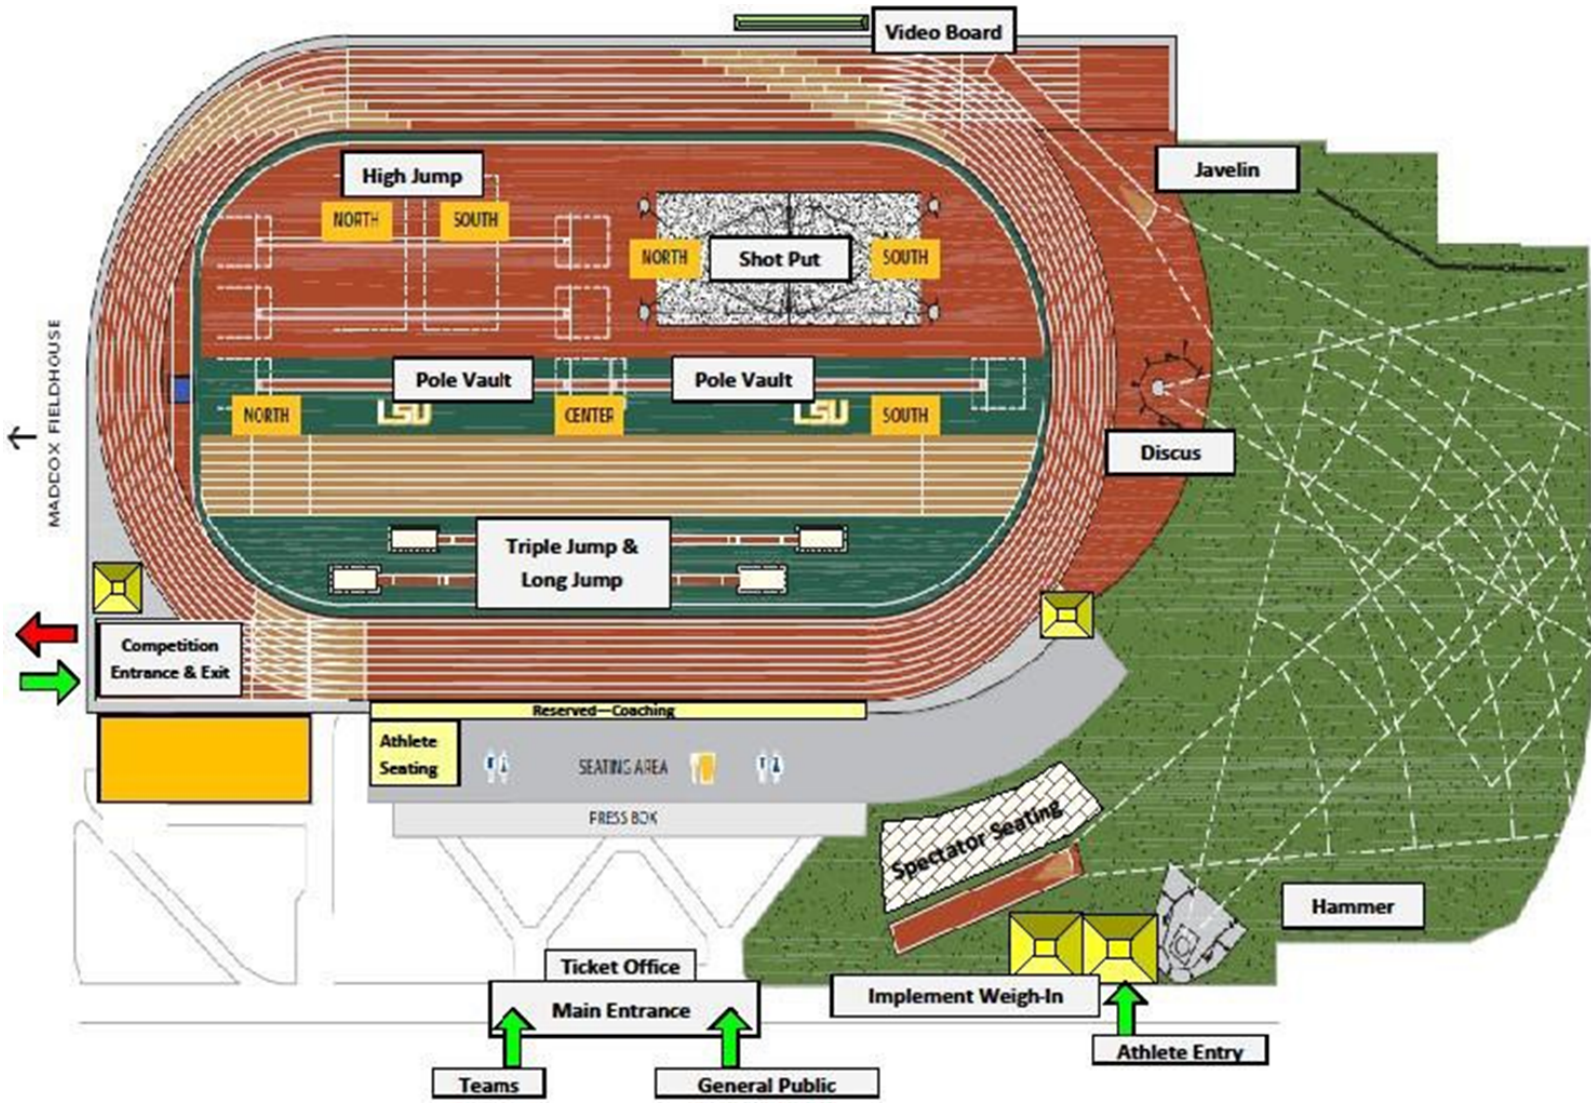 Video Board
Javelin
High Jump
NORTH
SOUTH
NORTH
Shot Put
SOUTH
Pole Vault
Pole Vault
NORTH
LSU
CENTER
LSU
SOUTH
Discus
MADDOX FIELDHOUSE
Triple Jump &
Long Jump
Competition
Entrance & Exit
Reserved—Coaching
Athlete
Seating
SEATING AREA
PRESS BOX
Spectator Seating
Hammer
Ticket Office
Main Entrance
Implement Weigh-In
Athlete Entry
Teams
General Public